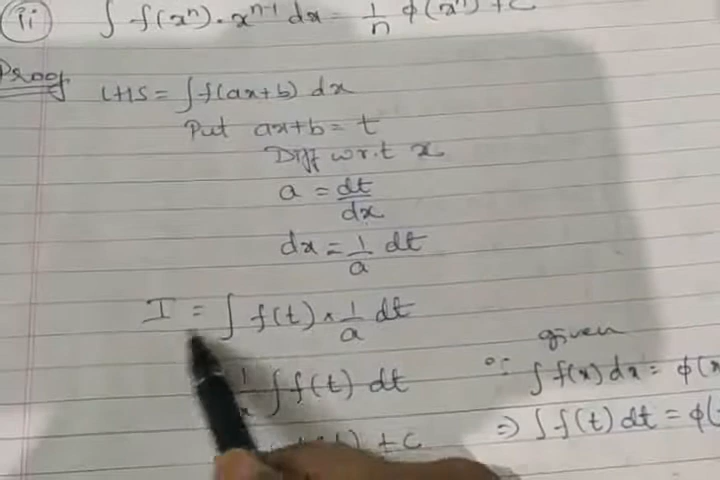 (ii) ∫ f(xⁿ) · xⁿ⁻¹ dx = 1/n φ(xⁿ) + C
Proof LHS = ∫ f(ax+b) dx
Put ax+b = t
Diff w.r.t x
a = dt/dx
dx = 1/a dt
I = ∫ f(t) × 1/a dt
given
∫ f(t) dt ∵ ∫ f(x) dx = φ(x
+ C ⇒ ∫ f(t) dt = φ(